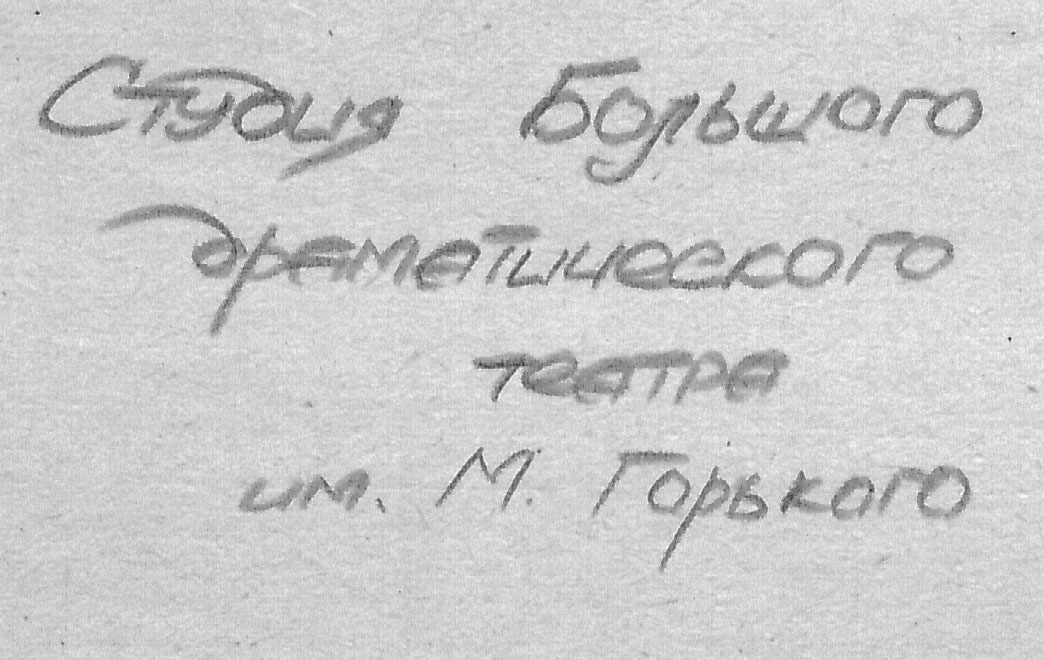 Студия Большого
драматического
театра
им. М. Горького